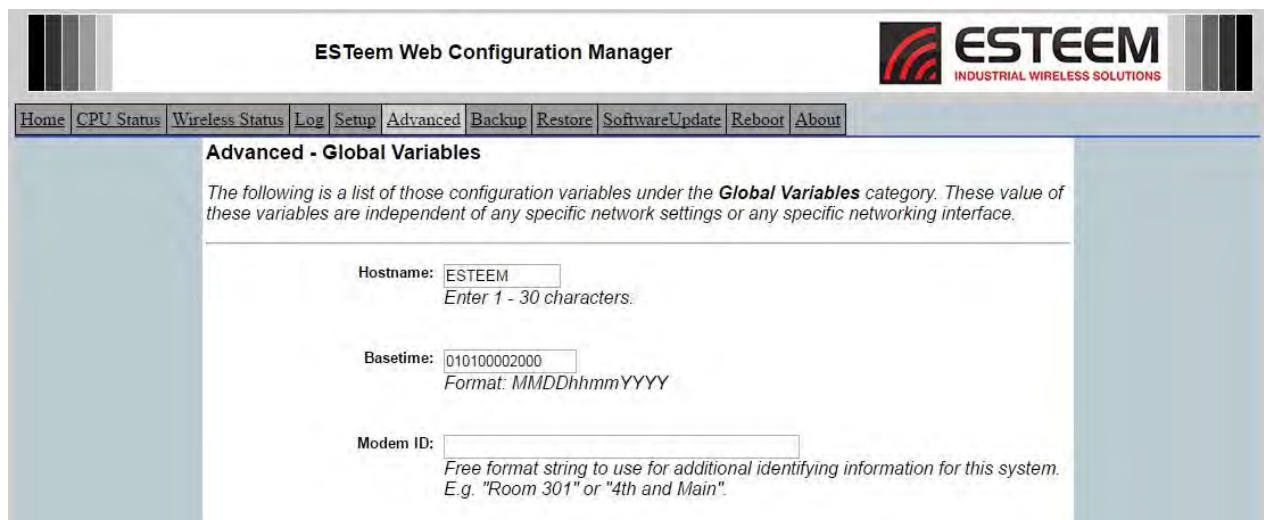 ESTeem Web Configuration Manager
ESTEEM
INDUSTRIAL WIRELESS SOLUTIONS
Home CPU Status Wireless Status Log Setup Advanced Backup Restore SoftwareUpdate Reboot About
Advanced - Global Variables
The following is a list of those configuration variables under the Global Variables category. These value of
these variables are independent of any specific network settings or any specific networking interface.
Hostname: ESTEEM
Enter 1 - 30 characters.
Basetime: 010100002000
Format: MMDDhhmmYYYY
Modem ID:
Free format string to use for additional identifying information for this system.
E.g. "Room 301" or "4th and Main".